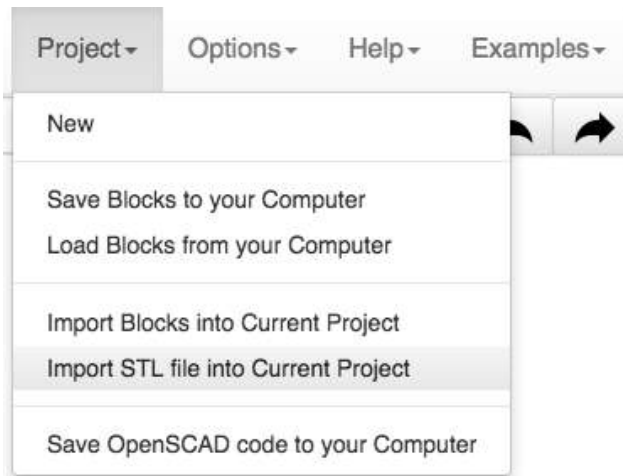 Project Options Help Examples
New
Save Blocks to your Computer
Load Blocks from your Computer
Import Blocks into Current Project
Import STL file into Current Project
Save OpenSCAD code to your Computer